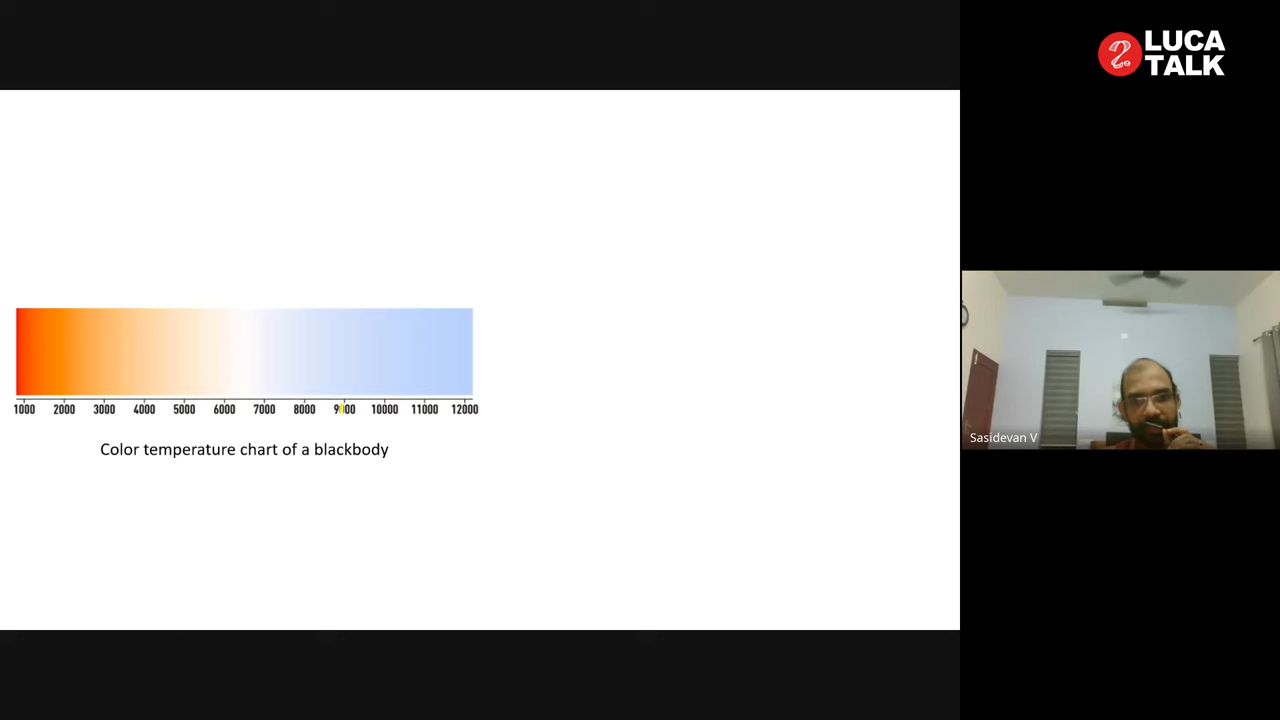 LUCA
TALK
1000 2000 3000 4000 5000 6000 7000 8000 9000 10000 11000 12000
Color temperature chart of a blackbody
Sasidevan V